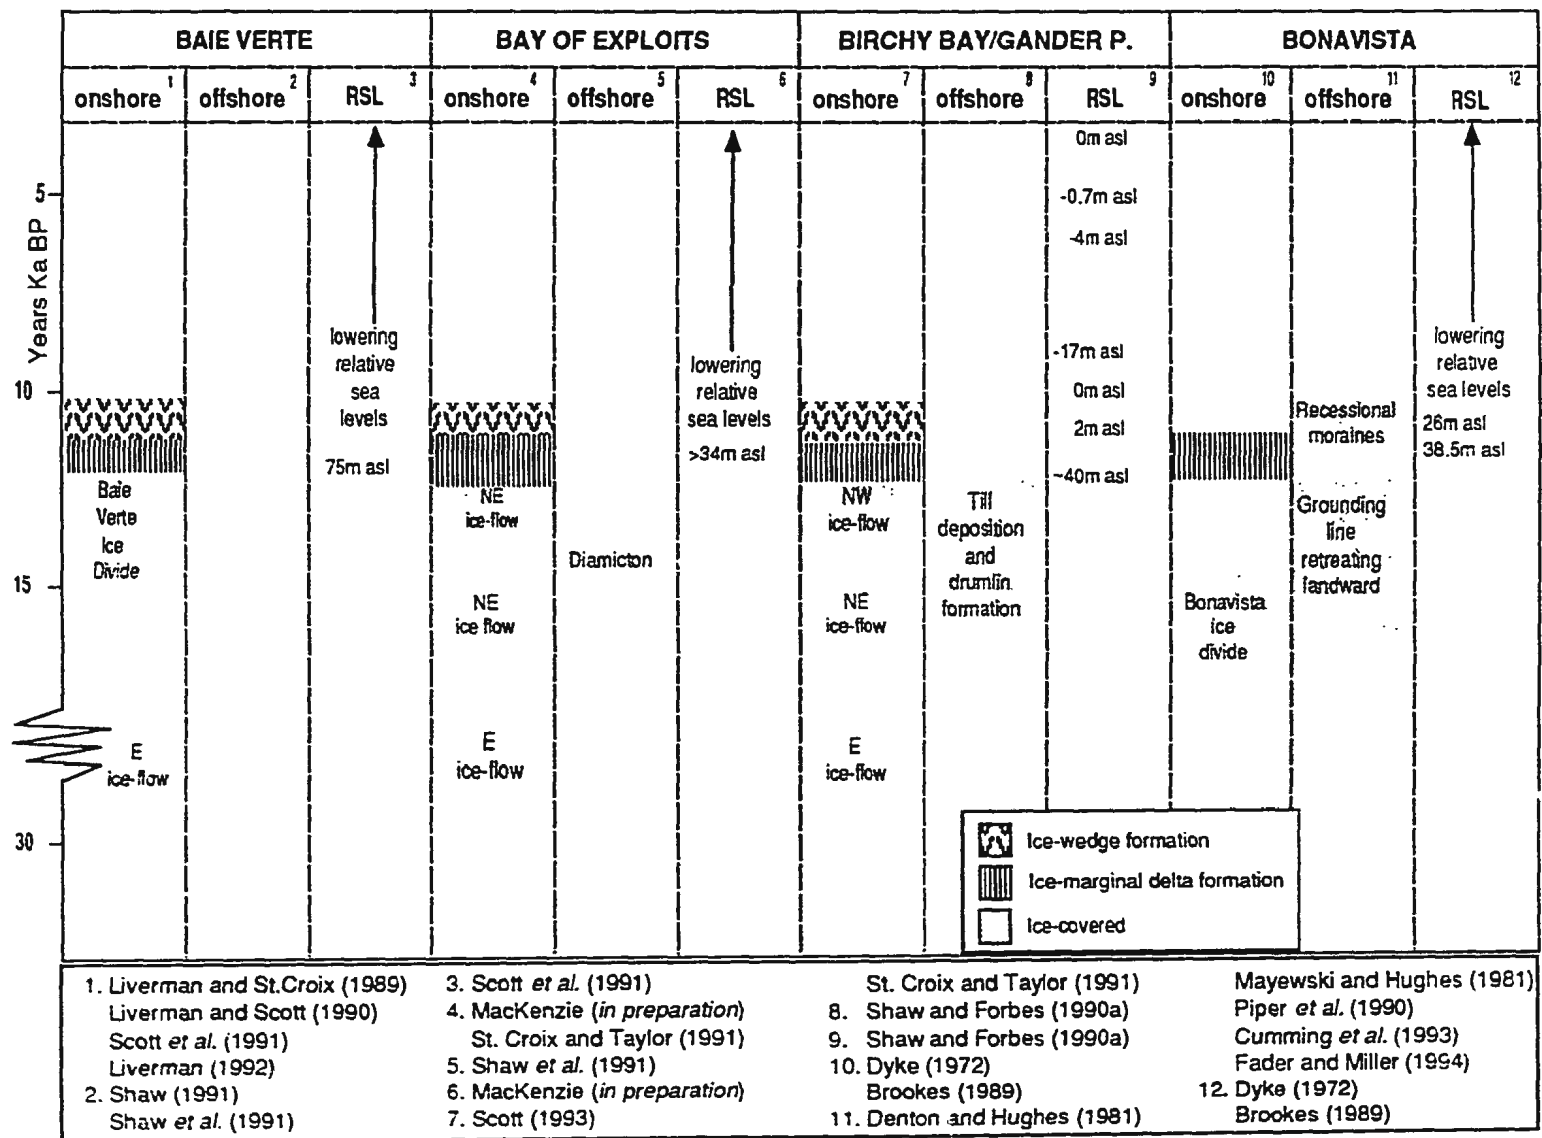 BAIE VERTE
BAY OF EXPLOITS
BIRCHY BAY/GANDER P.
BONAVISTA
onshore 1
offshore 2
RSL 3
onshore 4
offshore 5
RSL 6
onshore 7
offshore 8
RSL 9
onshore 10
offshore 11
RSL 12
Years Ka BP
5
10
15
30
Baie
Verte
Ice
Divide
E
ice-flow
lowering
relative
sea
levels
75m asl
NE
ice-flow
NE
ice flow
E
ice-flow
Diamicton
lowering
relative
sea levels
>34m asl
NW
ice-flow
NE
ice-flow
E
ice-flow
Till
deposition
and
drumlin
formation
0m asl
-0.7m asl
-4m asl
-17m asl
0m asl
2m asl
~40m asl
Bonavista
ice
divide
Recessional
moraines
Grounding
line
retreating
landward
lowering
relative
sea levels
26m asl
38.5m asl
Ice-wedge formation
Ice-marginal delta formation
Ice-covered
1. Liverman and St.Croix (1989)
Liverman and Scott (1990)
Scott et al. (1991)
Liverman (1992)
2. Shaw (1991)
Shaw et al. (1991)
3. Scott et al. (1991)
4. MacKenzie (in preparation)
St. Croix and Taylor (1991)
5. Shaw et al. (1991)
6. MacKenzie (in preparation)
7. Scott (1993)
St. Croix and Taylor (1991)
8. Shaw and Forbes (1990a)
9. Shaw and Forbes (1990a)
10. Dyke (1972)
Brookes (1989)
11. Denton and Hughes (1981)
Mayewski and Hughes (1981)
Piper et al. (1990)
Cumming et al. (1993)
Fader and Miller (1994)
12. Dyke (1972)
Brookes (1989)